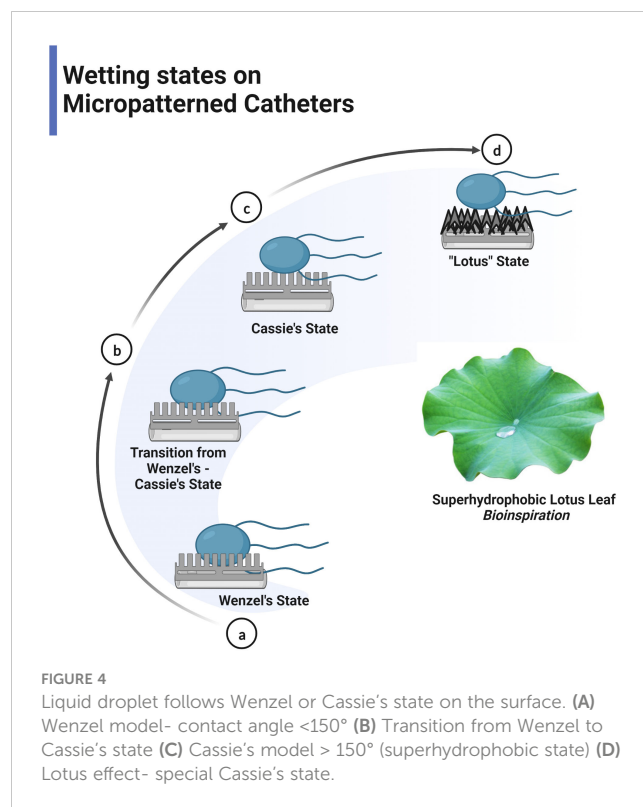 Wetting states on
Micropatterned Catheters
d
c
"Lotus" State
Cassie's State
b
Transition from
Wenzel's -
Cassie's State
Superhydrophobic Lotus Leaf
Bioinspiration
Wenzel's State
a
FIGURE 4
Liquid droplet follows Wenzel or Cassie's state on the surface. (A)
Wenzel model- contact angle <150° (B) Transition from Wenzel to
Cassie's state (C) Cassie's model > 150° (superhydrophobic state) (D)
Lotus effect- special Cassie's state.